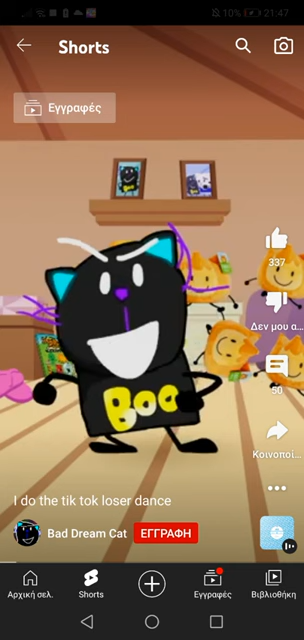 10% 21:47
Shorts
Εγγραφές
337
Δεν μου α...
50
Κοινοποί...
BOO
I do the tik tok loser dance
Bad Dream Cat ΕΓΓΡΑΦΗ
Αρχική σελ. Shorts Εγγραφές Βιβλιοθήκη